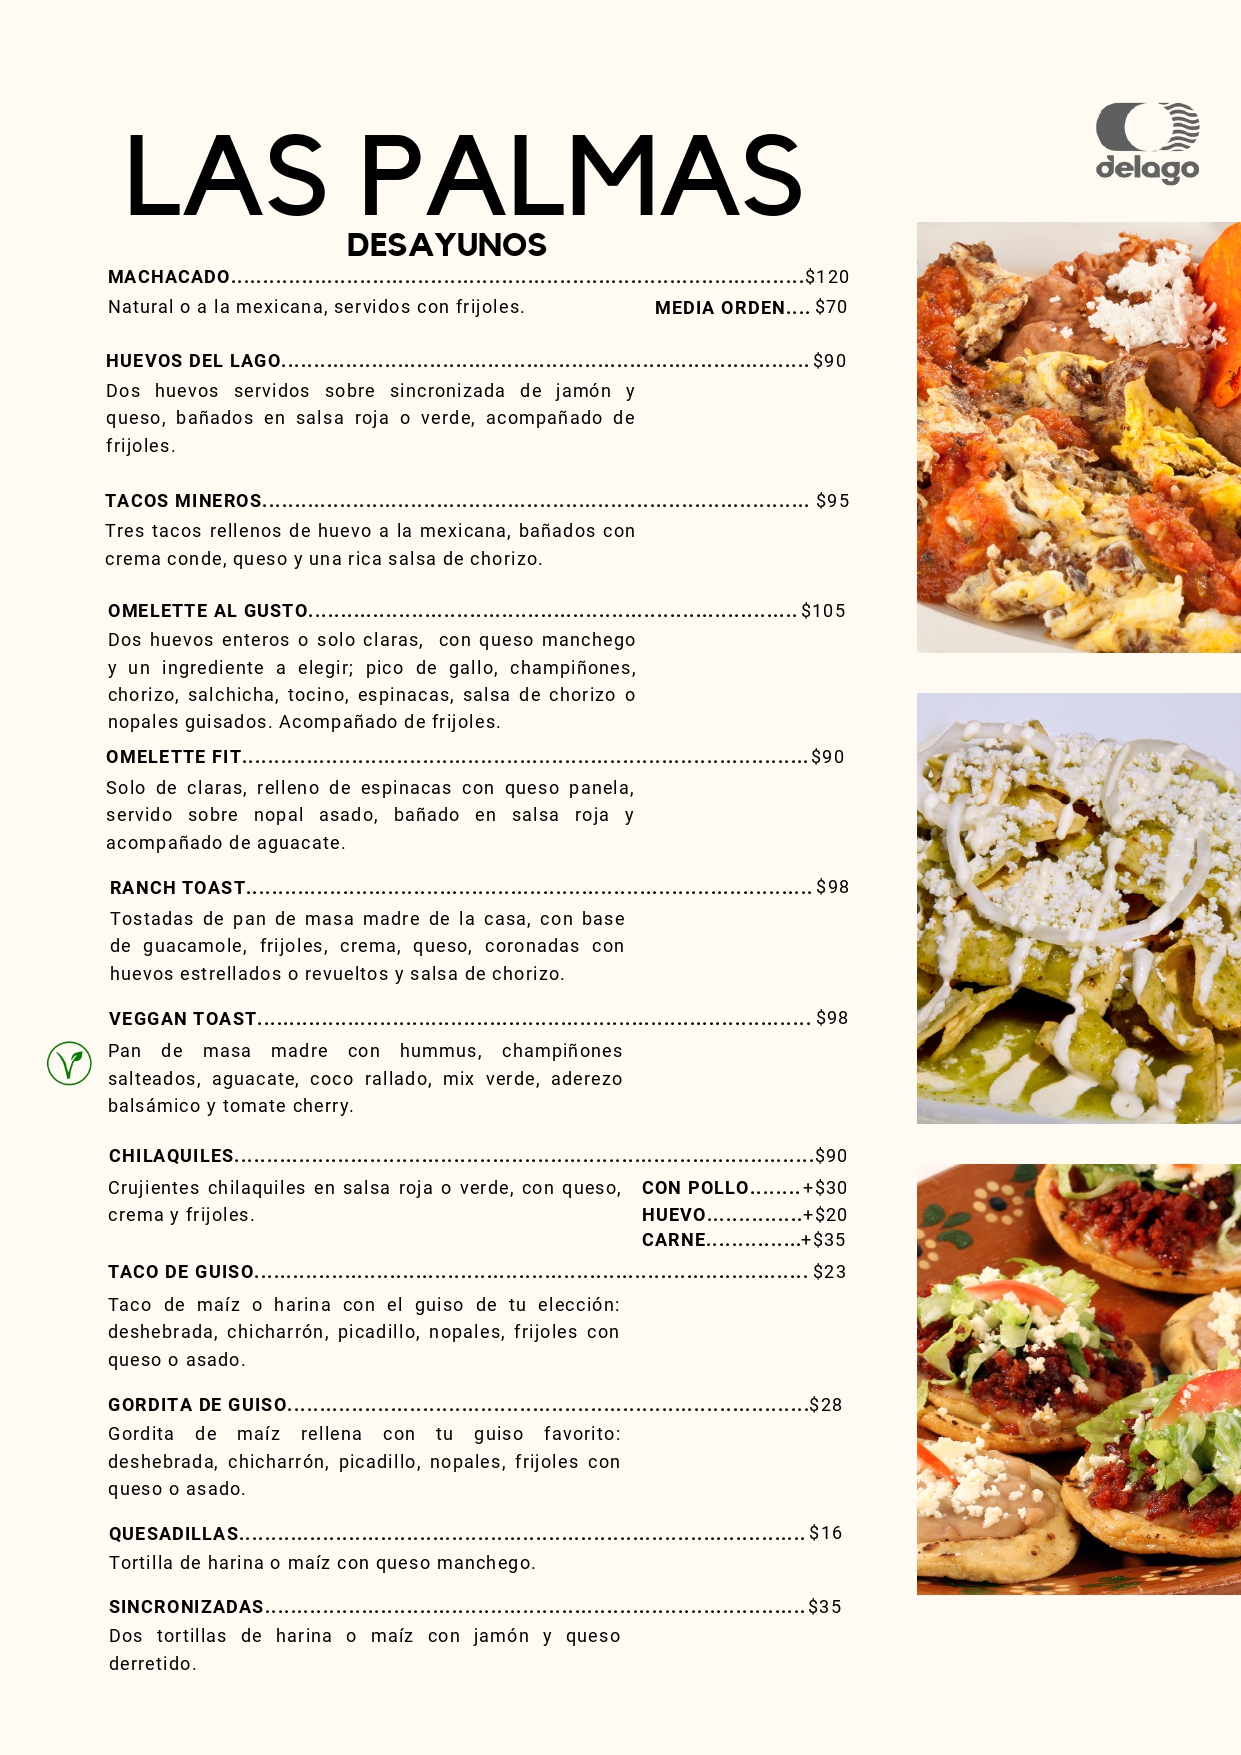 LAS PALMAS
delago
DESAYUNOS
MACHACADO..........................................................................................$120
Natural o a la mexicana, servidos con frijoles. MEDIA ORDEN.... $70
HUEVOS DEL LAGO.................................................................................. $90
Dos huevos servidos sobre sincronizada de jamón y
queso, bañados en salsa roja o verde, acompañado de
frijoles.
TACOS MINEROS..................................................................................... $95
Tres tacos rellenos de huevo a la mexicana, bañados con
crema conde, queso y una rica salsa de chorizo.
OMELETTE AL GUSTO............................................................................ $105
Dos huevos enteros o solo claras, con queso manchego
y un ingrediente a elegir; pico de gallo, champiñones,
chorizo, salchicha, tocino, espinacas, salsa de chorizo o
nopales guisados. Acompañado de frijoles.
OMELETTE FIT........................................................................................$90
Solo de claras, relleno de espinacas con queso panela,
servido sobre nopal asado, bañado en salsa roja y
acompañado de aguacate.
RANCH TOAST........................................................................................ $98
Tostadas de pan de masa madre de la casa, con base
de guacamole, frijoles, crema, queso, coronadas con
huevos estrellados o revueltos y salsa de chorizo.
VEGGAN TOAST...................................................................................... $98
Pan de masa madre con hummus, champiñones
salteados, aguacate, coco rallado, mix verde, aderezo
balsámico y tomate cherry.
CHILAQUILES..........................................................................................$90
Crujientes chilaquiles en salsa roja o verde, con queso, CON POLLO........+$30
crema y frijoles. HUEVO...............+$20
CARNE...............+$35
TACO DE GUISO...................................................................................... $23
Taco de maíz o harina con el guiso de tu elección:
deshebrada, chicharrón, picadillo, nopales, frijoles con
queso o asado.
GORDITA DE GUISO.................................................................................$28
Gordita de maíz rellena con tu guiso favorito:
deshebrada, chicharrón, picadillo, nopales, frijoles con
queso o asado.
QUESADILLAS........................................................................................ $16
Tortilla de harina o maíz con queso manchego.
SINCRONIZADAS....................................................................................$35
Dos tortillas de harina o maíz con jamón y queso
derretido.